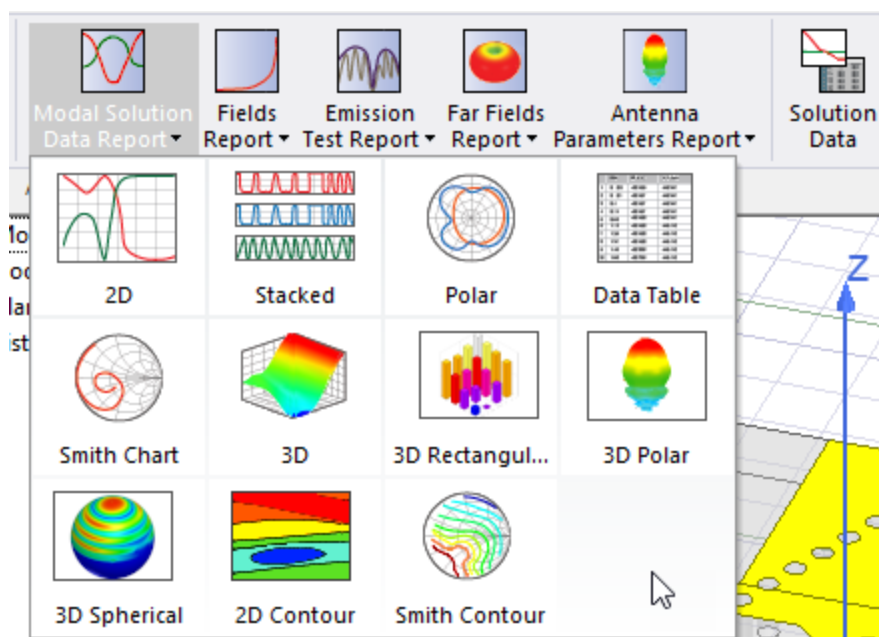 Modal Solution
Data Report
Fields
Report
Emission
Test Report
Far Fields
Report
Antenna
Parameters Report
Solution
Data
2D
Stacked
Polar
Data Table
Smith Chart
3D
3D Rectangul...
3D Polar
3D Spherical
2D Contour
Smith Contour
Z